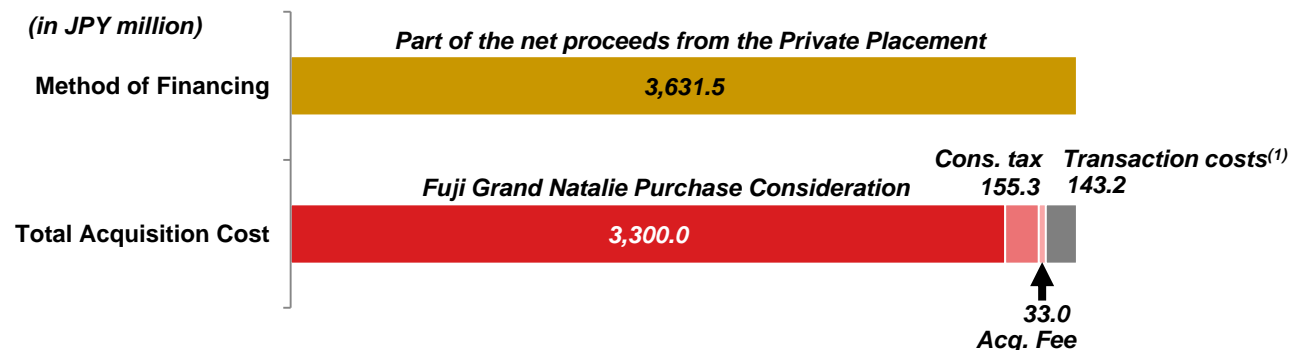 (in JPY million)
Part of the net proceeds from the Private Placement
Method of Financing
3,631.5
Cons. tax
Transaction costs(1)
Fuji Grand Natalie Purchase Consideration
155.3
143.2
Total Acquisition Cost
3,300.0
33.0
Acq. Fee